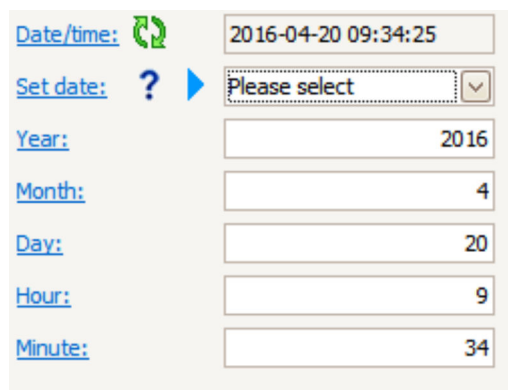 Date/time: 2016-04-20 09:34:25
Set date: ? Please select
Year: 2016
Month: 4
Day: 20
Hour: 9
Minute: 34